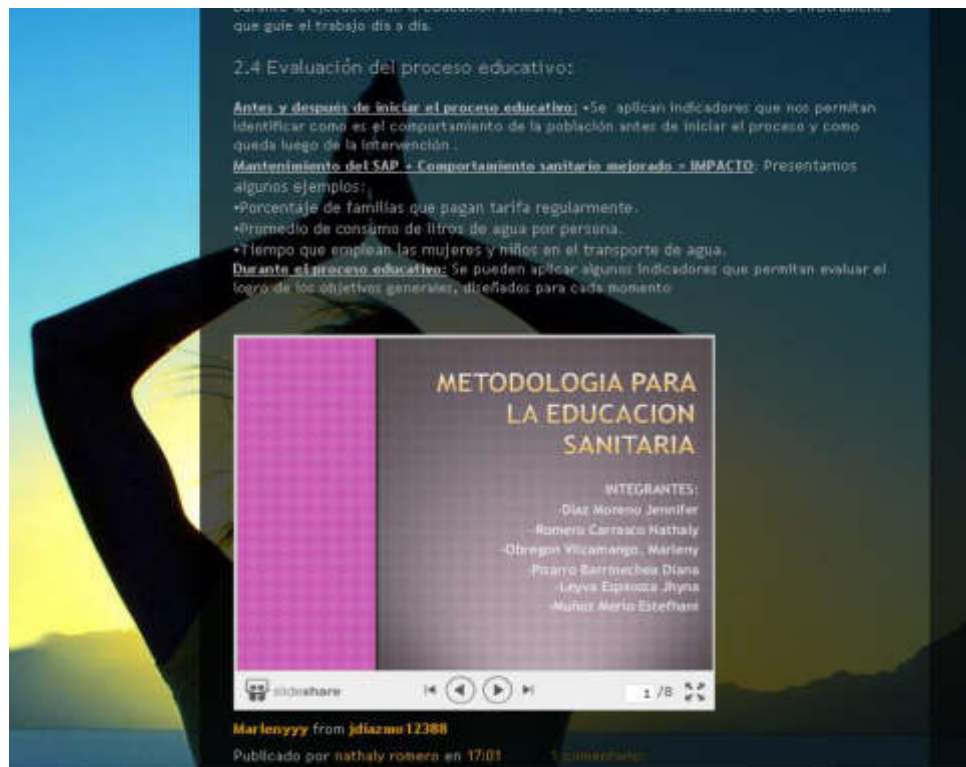 que guie el trabajo día a día.
2.4 Evaluación del proceso educativo:
Antes y después de iniciar el proceso educativo: •Se aplican indicadores que nos permitan
identificar como es el comportamiento de la población antes de iniciar el proceso y como
queda luego de la intervención.
Mantenimiento del SAP + Comportamiento sanitario mejorado = IMPACTO: Presentamos
algunos ejemplos:
•Porcentaje de familias que pagan tarifa regularmente.
•Promedio de consumo de litros de agua por persona.
•Tiempo que emplean las mujeres y niños en el transporte de agua.
Durante el proceso educativo: Se pueden aplicar algunos indicadores que permitan evaluar el
logro de los objetivos generales, diseñados para cada momento
METODOLOGIA PARA
LA EDUCACION
SANITARIA
INTEGRANTES:
-Diaz Moreno Jennifer
-Romero Carrasco Nathaly
-Obregon Vilcamango, Marleny
-Pizarro Barrinechea Diana
-Leyva Espinoza Jhyna
-Muñoz Merlo Estefhani
slideshare
1 /8
Marlenyyy from jdiazmo12388
Publicado por nathaly romero en 17:01